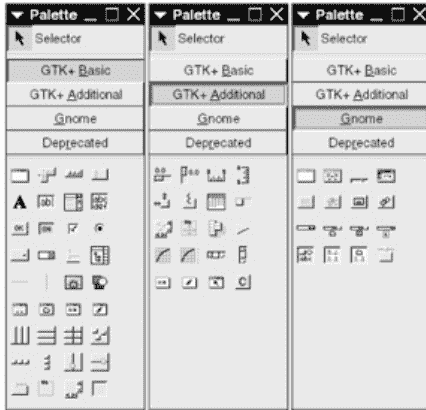 Palette
Selector
GTK+ Basic
GTK+ Additional
Gnome
Deprecated
Palette
Selector
GTK+ Basic
GTK+ Additional
Gnome
Deprecated
Palette
Selector
GTK+ Basic
GTK+ Additional
Gnome
Deprecated